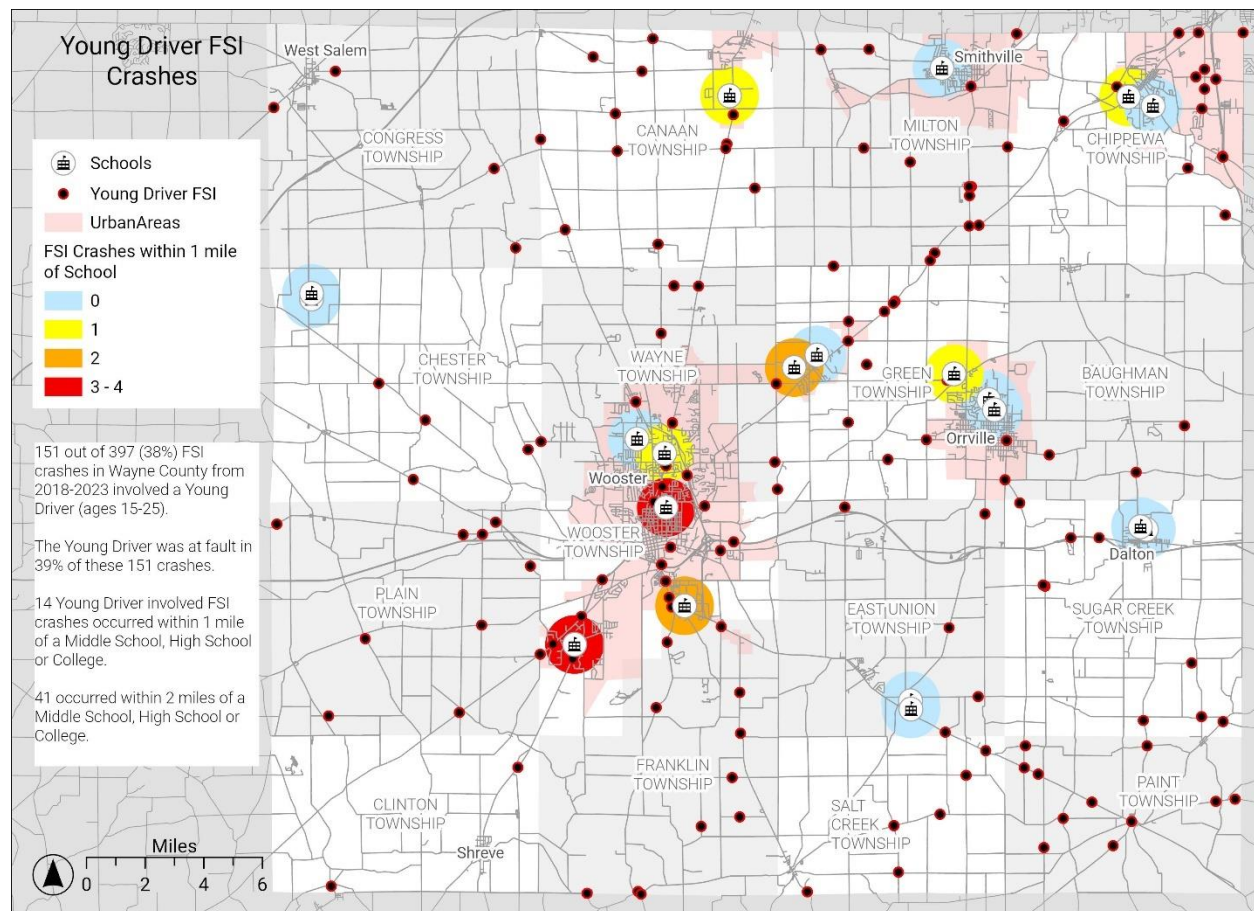 Young Driver FSI
Crashes
Schools
Young Driver FSI
UrbanAreas
FSI Crashes within 1 mile
of School
0
1
2
3 - 4
151 out of 397 (38%) FSI
crashes in Wayne County from
2018-2023 involved a Young
Driver (ages 15-25).
The Young Driver was at fault in
39% of these 151 crashes.
14 Young Driver involved FSI
crashes occurred within 1 mile
of a Middle School, High School
or College.
41 occurred within 2 miles of a
Middle School, High School or
College.
Miles
0 2 4 6
West Salem
Smithville
CONGRESS
TOWNSHIP
CANAAN
TOWNSHIP
MILTON
TOWNSHIP
CHIPPEWA
TOWNSHIP
CHESTER
TOWNSHIP
WAYNE
TOWNSHIP
GREEN
TOWNSHIP
BAUGHMAN
TOWNSHIP
Orrville
Wooster
WOOSTER
TOWNSHIP
Dalton
PLAIN
TOWNSHIP
EAST UNION
TOWNSHIP
SUGAR CREEK
TOWNSHIP
FRANKLIN
TOWNSHIP
PAINT
TOWNSHIP
CLINTON
TOWNSHIP
SALT
CREEK
TOWNSHIP
Shreve